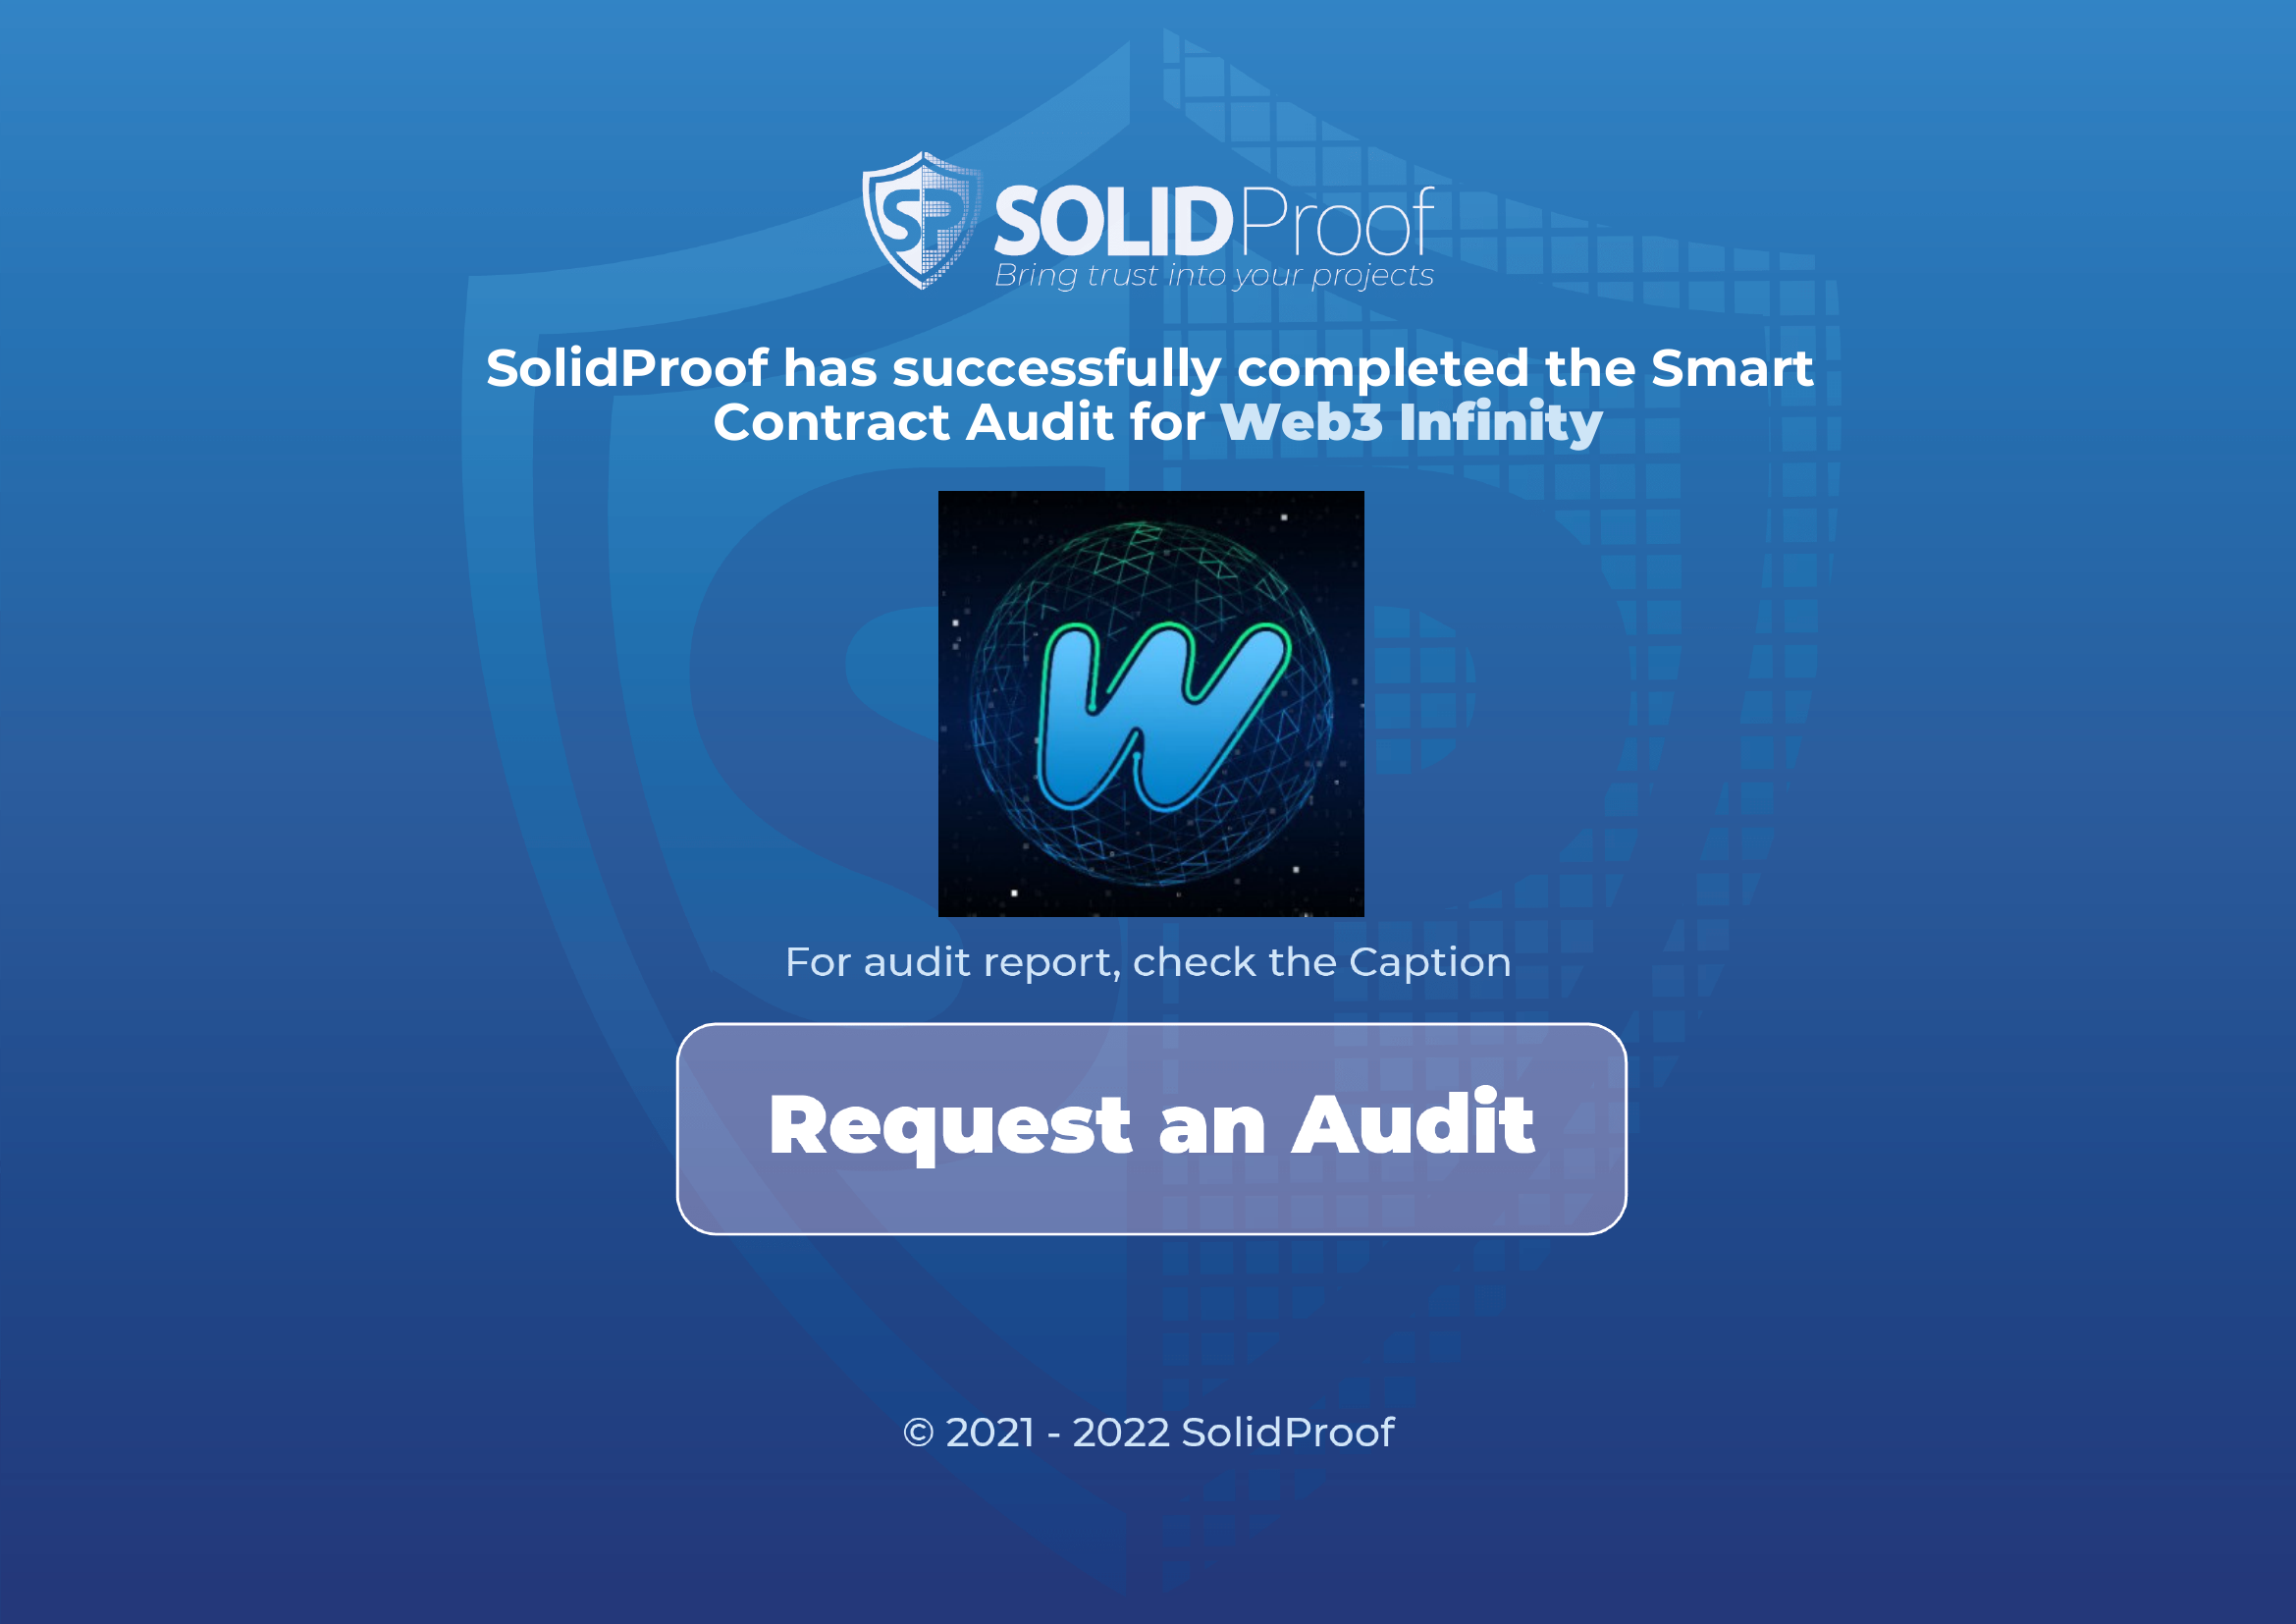 SP SOLIDProof
Bring trust into your projects
SolidProof has successfully completed the Smart
Contract Audit for Web3 Infinity
W
For audit report, check the Caption
Request an Audit
© 2021 - 2022 SolidProof